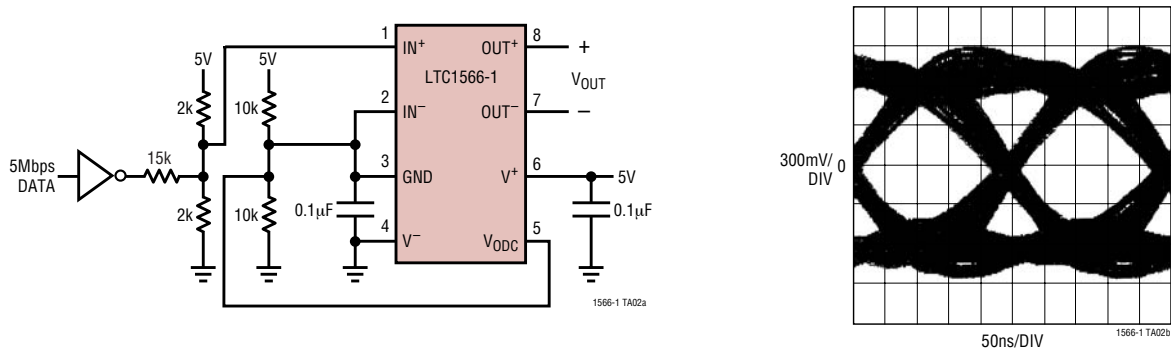 1
8
IN+
OUT+
+
LTC1566-1
VOUT
5V
5V
2k
10k
2
7
IN−
OUT−
−
5Mbps
DATA
15k
3
6
GND
V+
5V
2k
10k
0.1µF
0.1µF
4
5
V−
VODC
1566-1 TA02a
300mV/
DIV
0
50ns/DIV
1566-1 TA02b